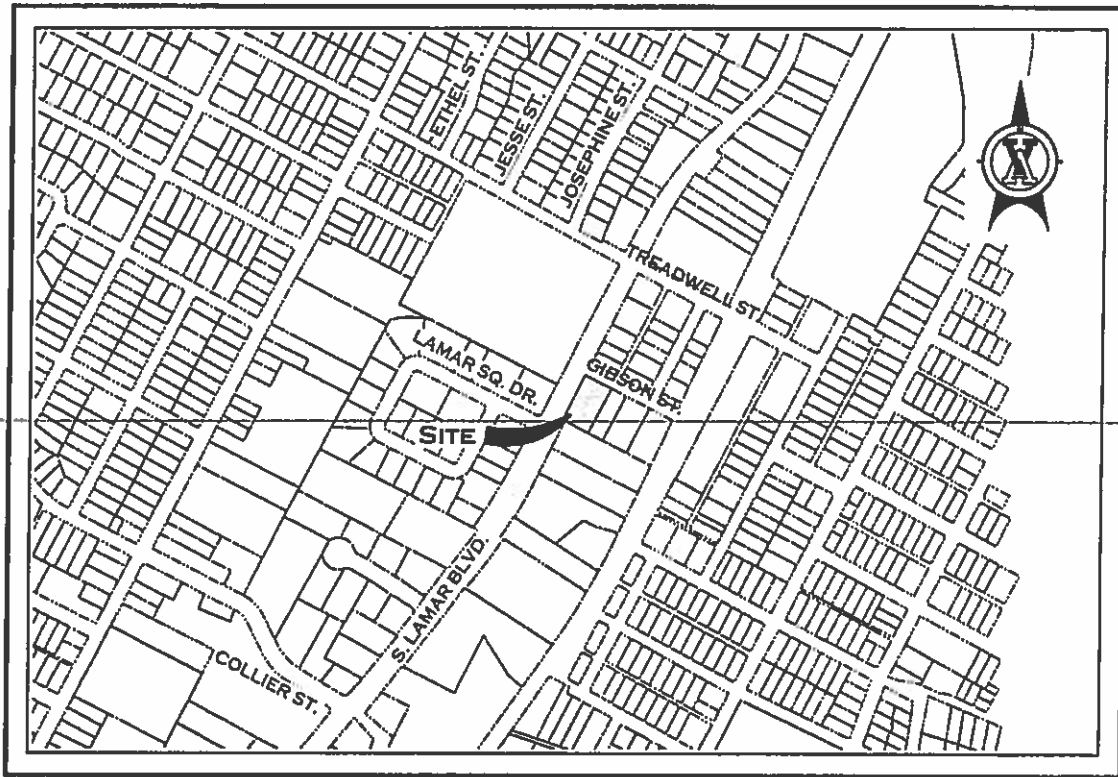 ETHEL ST.
JESSE ST.
JOSEPHINE ST.
TREADWELL ST.
LAMAR SQ. DR.
GIBSON ST.
SITE
S. LAMAR BLVD.
COLLIER ST.